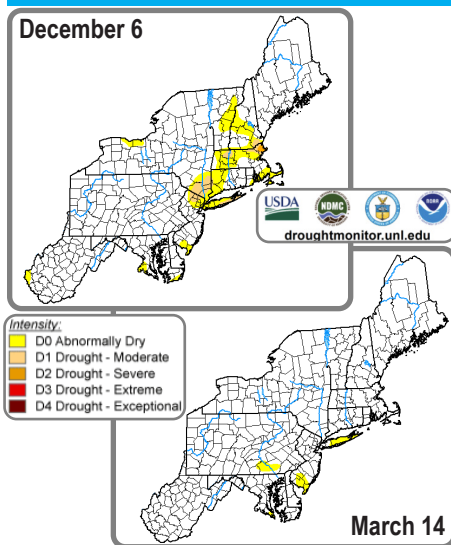 December 6
USDA
NDMC
NOAA
droughtmonitor.unl.edu
Intensity:
D0 Abnormally Dry
D1 Drought - Moderate
D2 Drought - Severe
D3 Drought - Extreme
D4 Drought - Exceptional
March 14